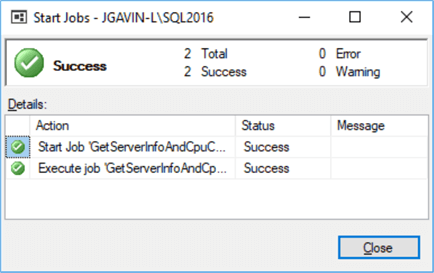 Start Jobs - JGAVIN-L\SQL2016
Success
2 Total 0 Error
2 Success 0 Warning
Details:
Action Status Message
Start Job 'GetServerInfoAndCpuC... Success
Execute job 'GetServerInfoAndCp... Success
Close